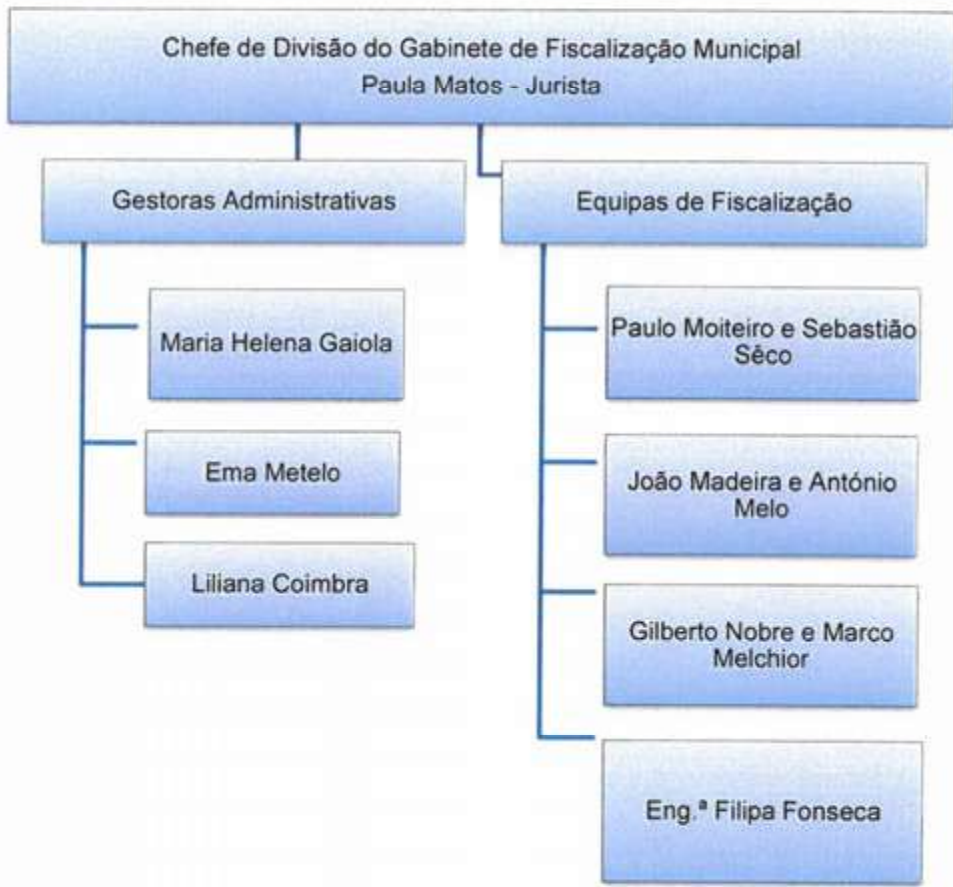 Chefe de Divisão do Gabinete de Fiscalização Municipal
Paula Matos - Jurista
Gestoras Administrativas
Maria Helena Gaiola
Ema Metelo
Liliana Coimbra
Equipas de Fiscalização
Paulo Moiteiro e Sebastião
Sêco
João Madeira e António
Melo
Gilberto Nobre e Marco
Melchior
Eng.ª Filipa Fonseca